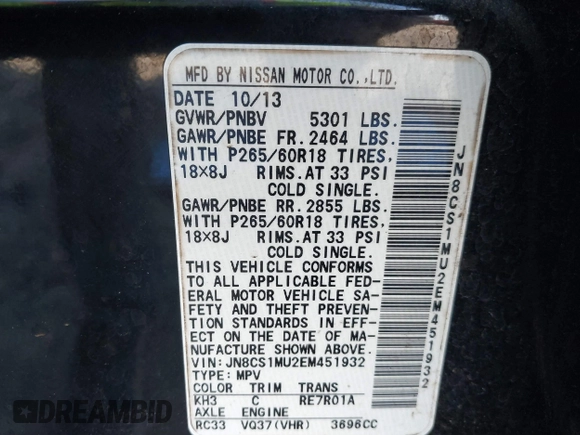 MFD BY NISSAN MOTOR CO.,LTD.
DATE 10/13
GVWR/PNBV 5301 LBS.
GAWR/PNBE FR. 2464 LBS.
WITH P265/60R18 TIRES,
18×8J RIMS. AT 33 PSI
COLD SINGLE.
GAWR/PNBE RR. 2855 LBS.
WITH P265/60R18 TIRES,
18×8J RIMS. AT 33 PSI
COLD SINGLE.
THIS VEHICLE CONFORMS
TO ALL APPLICABLE FED-
ERAL MOTOR VEHICLE SA-
FETY AND THEFT PREVEN-
TION STANDARDS IN EFF-
ECT ON THE DATE OF MA-
NUFACTURE SHOWN ABOVE.
VIN:JN8CS1MU2EM451932
TYPE:MPV
COLOR TRIM TRANS
KH3 C RE7R01A
AXLE ENGINE
RC33 VQ37(VHR) 3696CC
JN8CS1MU2EM451932